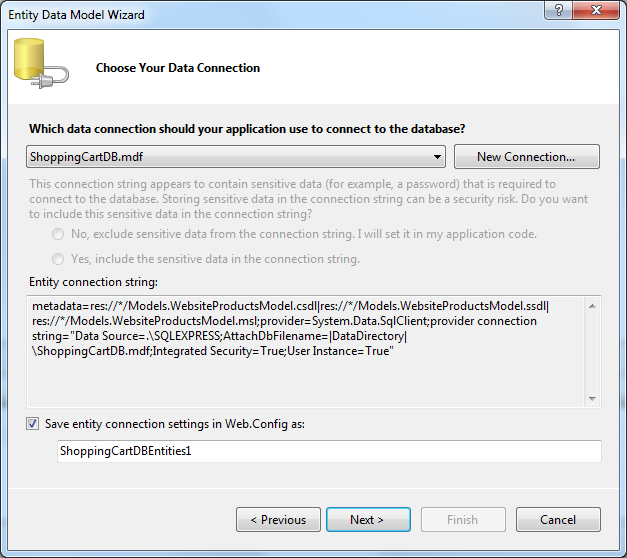 Entity Data Model Wizard
?
Choose Your Data Connection
Which data connection should your application use to connect to the database?
ShoppingCartDB.mdf
New Connection...
This connection string appears to contain sensitive data (for example, a password) that is required to
connect to the database. Storing sensitive data in the connection string can be a security risk. Do you want
to include this sensitive data in the connection string?
No, exclude sensitive data from the connection string. I will set it in my application code.
Yes, include the sensitive data in the connection string.
Entity connection string:
metadata=res://*/Models.WebsiteProductsModel.csdl|res://*/Models.WebsiteProductsModel.ssdl|
res://*/Models.WebsiteProductsModel.msl;provider=System.Data.SqlClient;provider connection
string="Data Source=.\SQLEXPRESS;AttachDbFilename=|DataDirectory|
\ShoppingCartDB.mdf;Integrated Security=True;User Instance=True"
Save entity connection settings in Web.Config as:
ShoppingCartDBEntities1
< Previous
Next >
Finish
Cancel